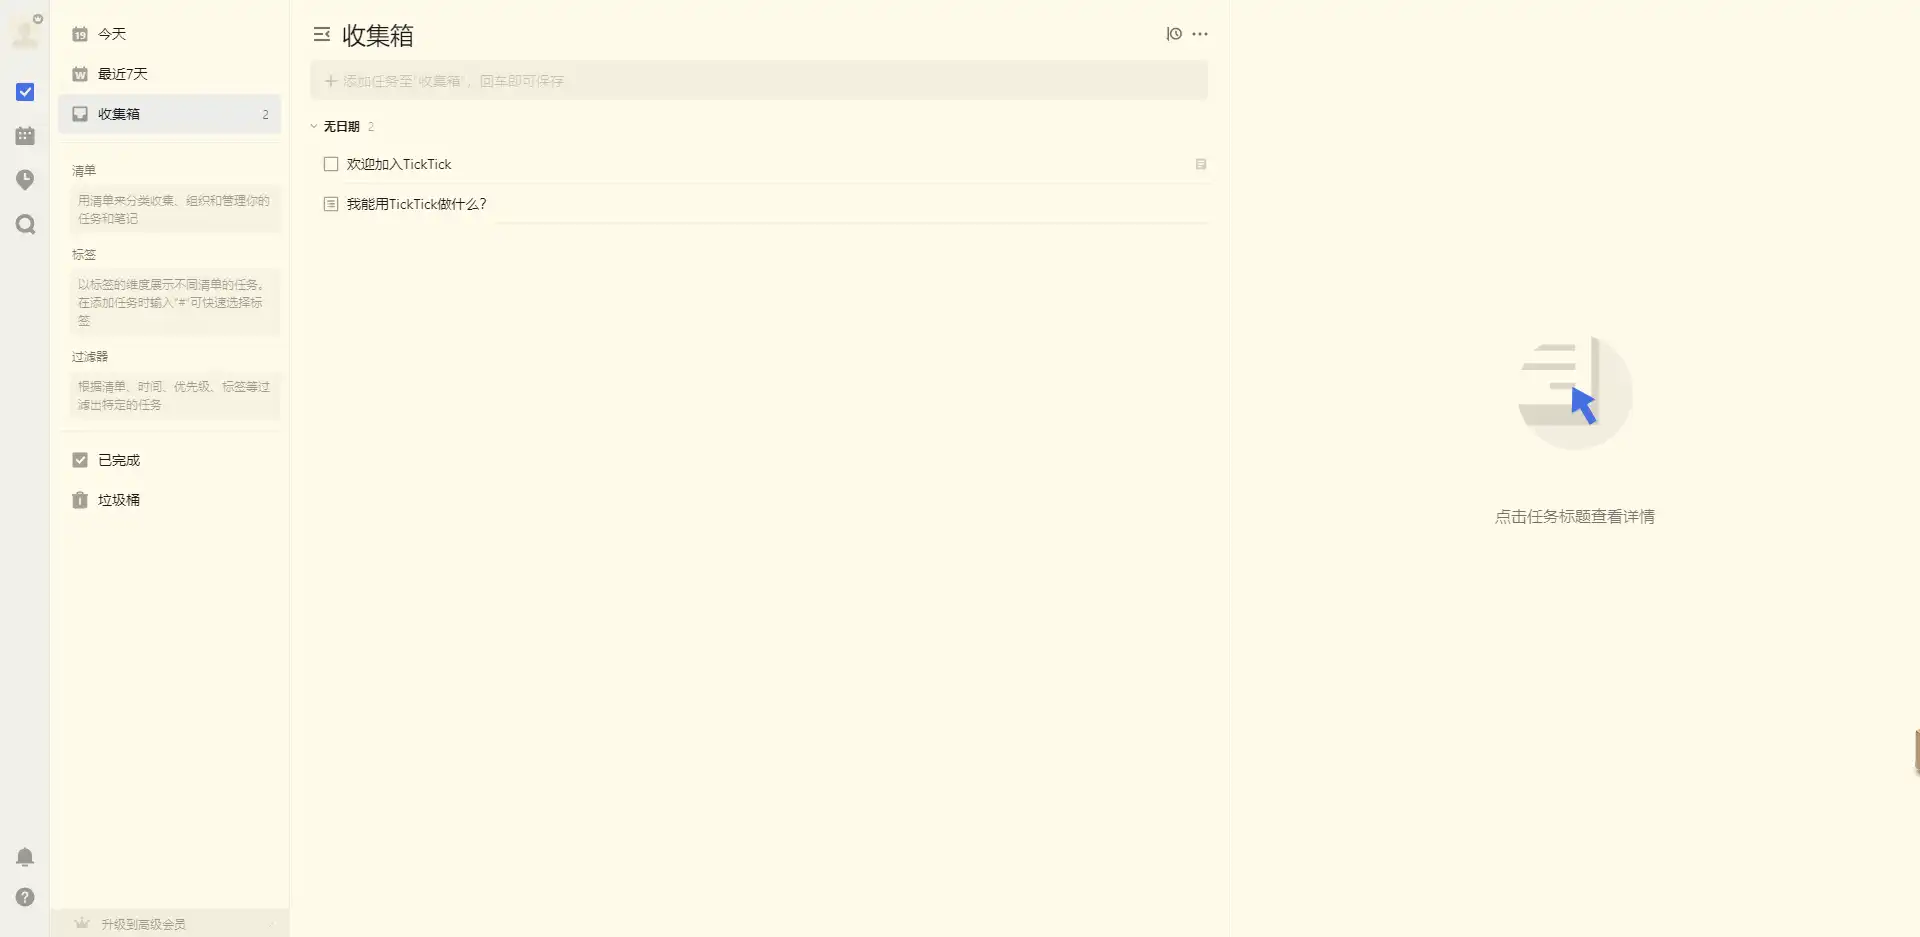 今天
最近7天
收集箱 2
清单
用清单来分类收集、组织和管理你的
任务和笔记
标签
以标签的维度展示不同清单的任务。
在添加任务时输入"#"可快速选择标
签
过滤器
根据清单、时间、优先级、标签等过
滤出特定的任务
已完成
垃圾桶
升级到高级会员
收集箱
添加任务至"收集箱"，回车即可保存
无日期 2
欢迎加入TickTick
我能用TickTick做什么?
点击任务标题查看详情